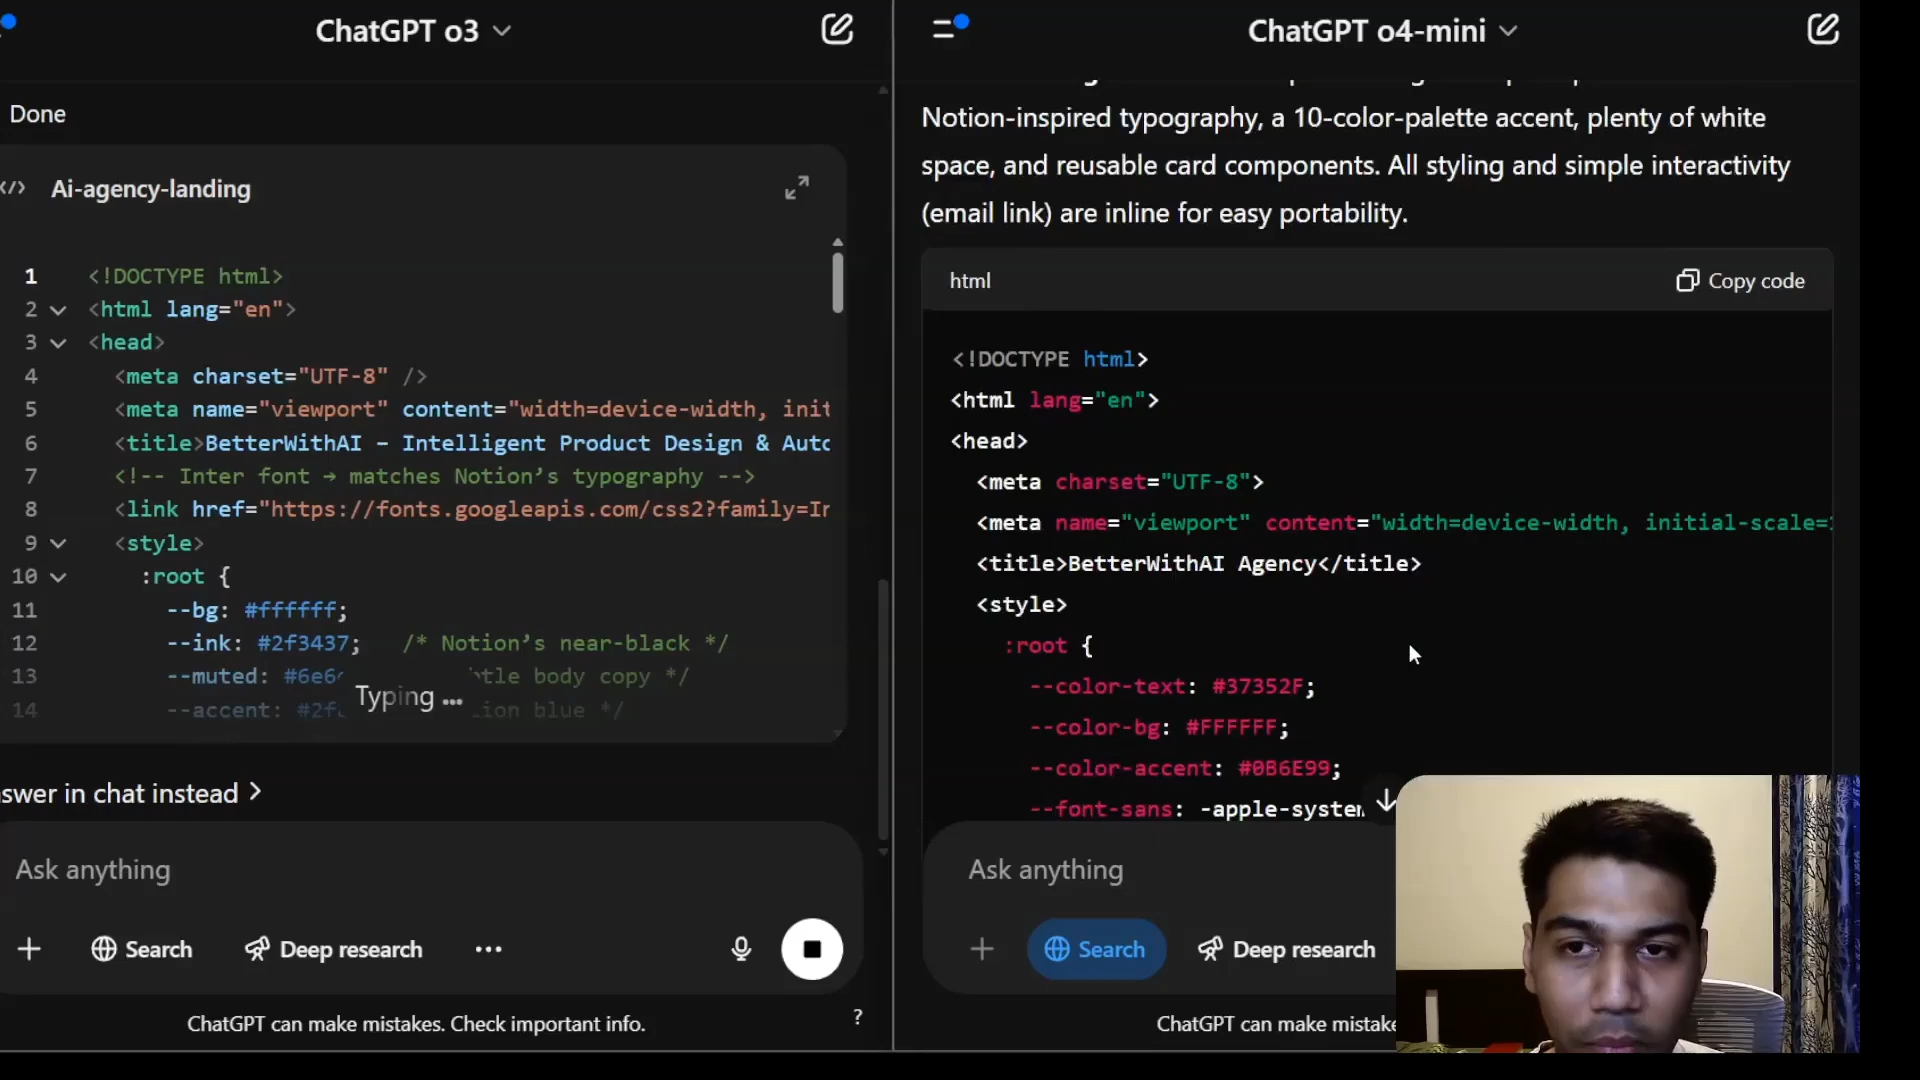 ChatGPT o3
Done
Ai-agency-landing
1 <!DOCTYPE html>
2 <html lang="en">
3 <head>
4 <meta charset="UTF-8" />
5 <meta name="viewport" content="width=device-width, init
6 <title>BetterWithAI – Intelligent Product Design & Auto
7 <!-- Inter font → matches Notion’s typography -->
8 <link href="https://fonts.googleapis.com/css2?family=In
9 <style>
10 :root {
11 --bg: #ffffff;
12 --ink: #2f3437; /* Notion’s near-black */
13 --muted: body copy */
14 --accent: blue */
Typing ...
swer in chat instead >
Ask anything
Search Deep research
ChatGPT can make mistakes. Check important info.
?
ChatGPT o4-mini
Notion-inspired typography, a 10-color-palette accent, plenty of white
space, and reusable card components. All styling and simple interactivity
(email link) are inline for easy portability.
html Copy code
<!DOCTYPE html>
<html lang="en">
<head>
<meta charset="UTF-8">
<meta name="viewport" content="width=device-width, initial-scale=
<title>BetterWithAI Agency</title>
<style>
:root {
--color-text: #37352F;
--color-bg: #FFFFFF;
--color-accent: #0B6E99;
--font-sans: -apple-system
Ask anything
Search Deep research
ChatGPT can make mistake